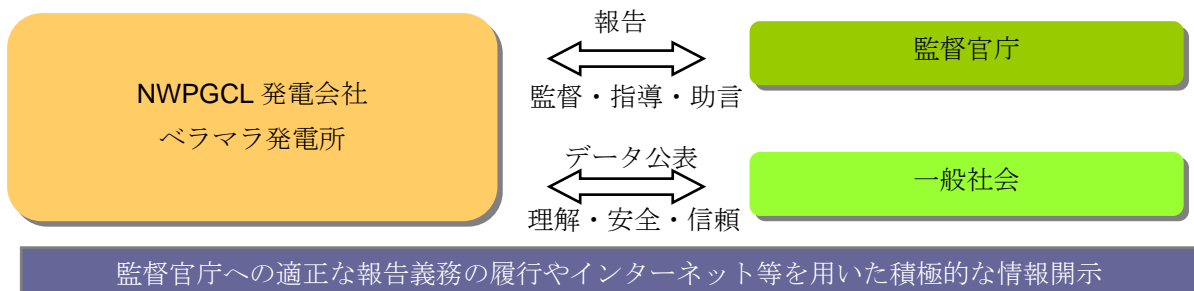 NWPGCL 発電会社
ベラマラ発電所
報告
監督・指導・助言
監督官庁
データ公表
理解・安全・信頼
一般社会
監督官庁への適正な報告義務の履行やインターネット等を用いた積極的な情報開示